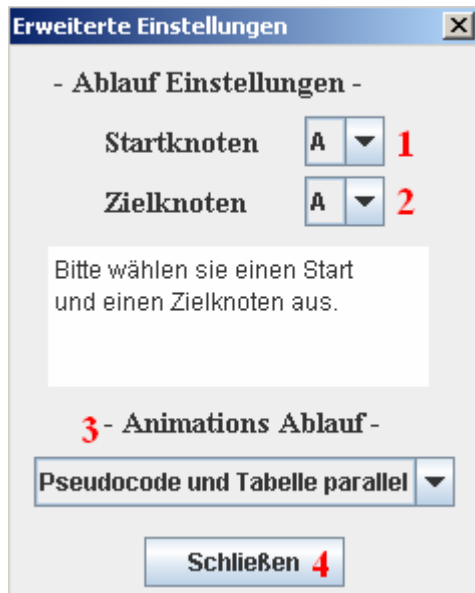 Erweiterte Einstellungen
- Ablauf Einstellungen -
Startknoten A 1
Zielknoten A 2
Bitte wählen sie einen Start
und einen Zielknoten aus.
3 - Animations Ablauf -
Pseudocode und Tabelle parallel
Schließen 4